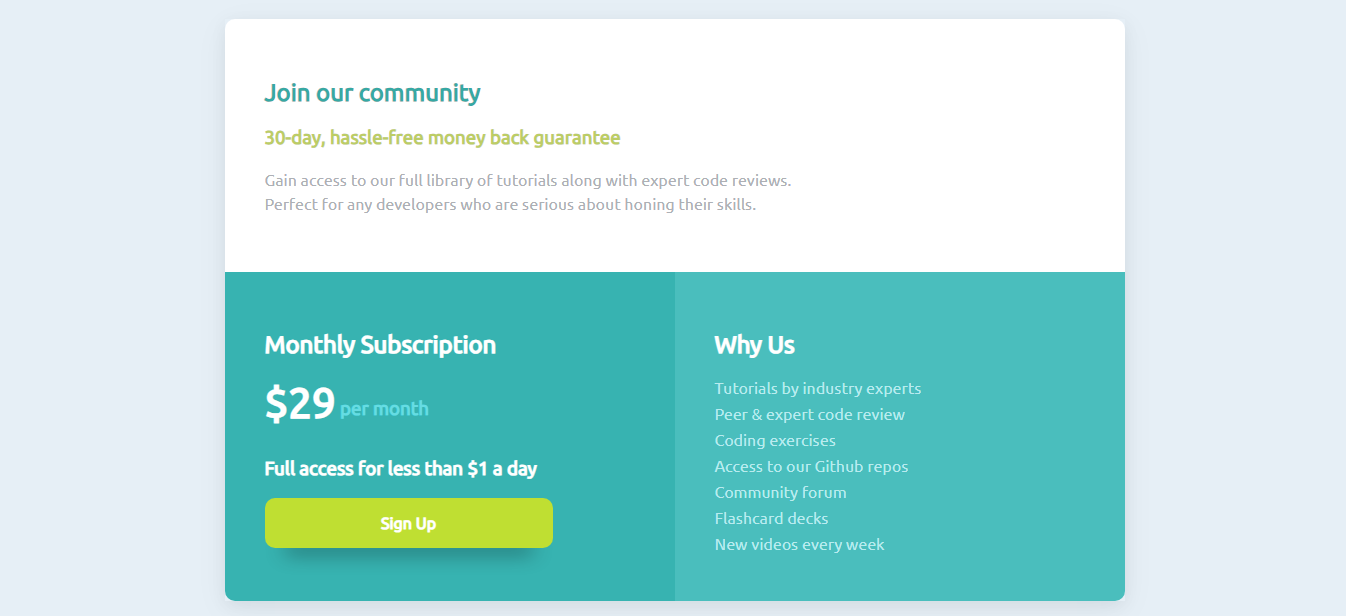 Join our community
30-day, hassle-free money back guarantee
Gain access to our full library of tutorials along with expert code reviews.
Perfect for any developers who are serious about honing their skills.
Monthly Subscription
$29 per month
Full access for less than $1 a day
Sign Up
Why Us
Tutorials by industry experts
Peer & expert code review
Coding exercises
Access to our Github repos
Community forum
Flashcard decks
New videos every week